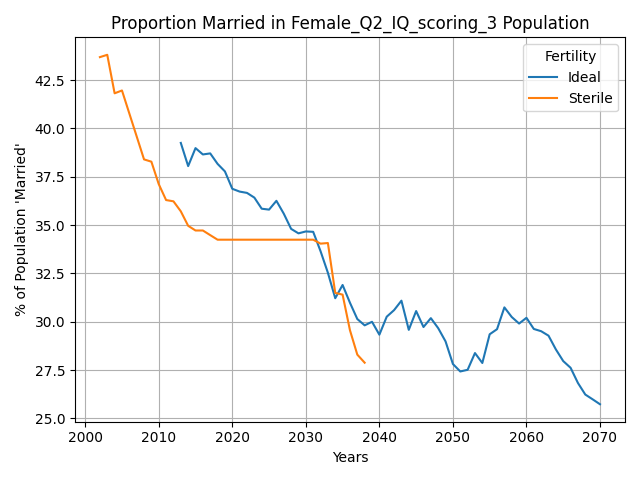 Proportion Married in Female_Q2_IQ_scoring_3 Population
Fertility
Ideal
Sterile
% of Population 'Married'
42.5
40.0
37.5
35.0
32.5
30.0
27.5
25.0
2000
2010
2020
2030
2040
2050
2060
2070
Years